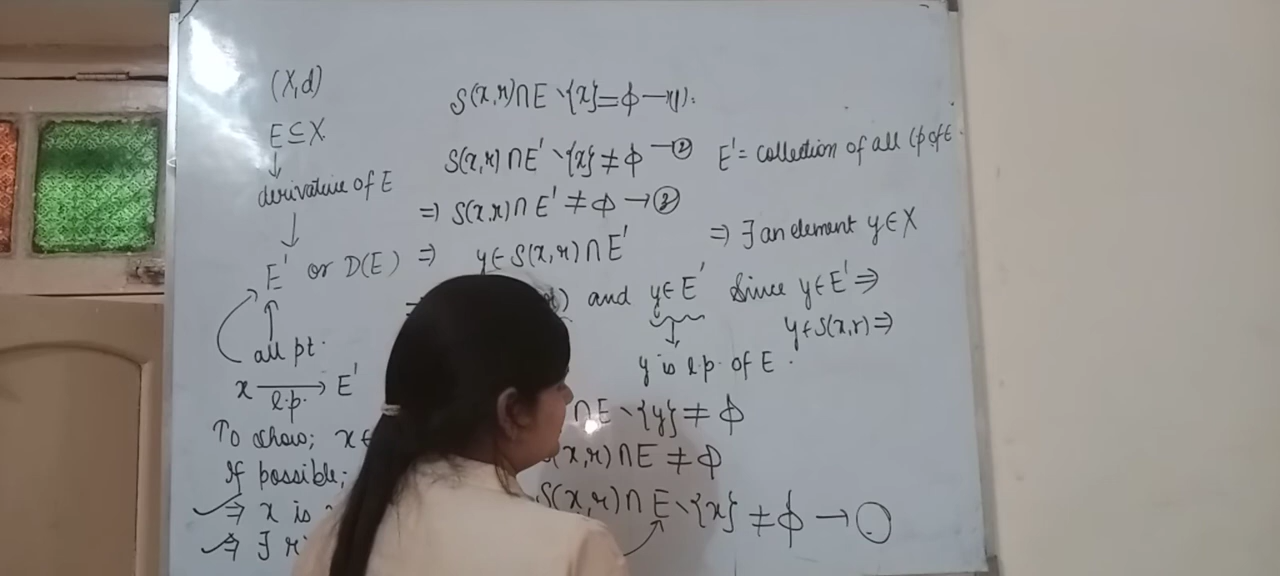 (X,d)
E⊆X
↓
derivative of E
↓
E' or D(E)
all pt.
x → E'
l.p.
To show; x∈
If possible;
⇒ x is
⇒ ∃
S(x,r)∩E \{x}=ϕ —(1).
S(x,r)∩E' \{x}≠ϕ —②
⇒ S(x,r)∩E' ≠ϕ →③
⇒ y∈S(x,r)∩E'
and y∈E'
y is l.p. of E.
∩E \{y}≠ϕ
(x,r)∩E ≠ϕ
S(x,r)∩E \{x} ≠ϕ →
E' = collection of all lp of E.
⇒ ∃ an element y∈X
Since y∈E' ⇒
y∈S(x,r) ⇒